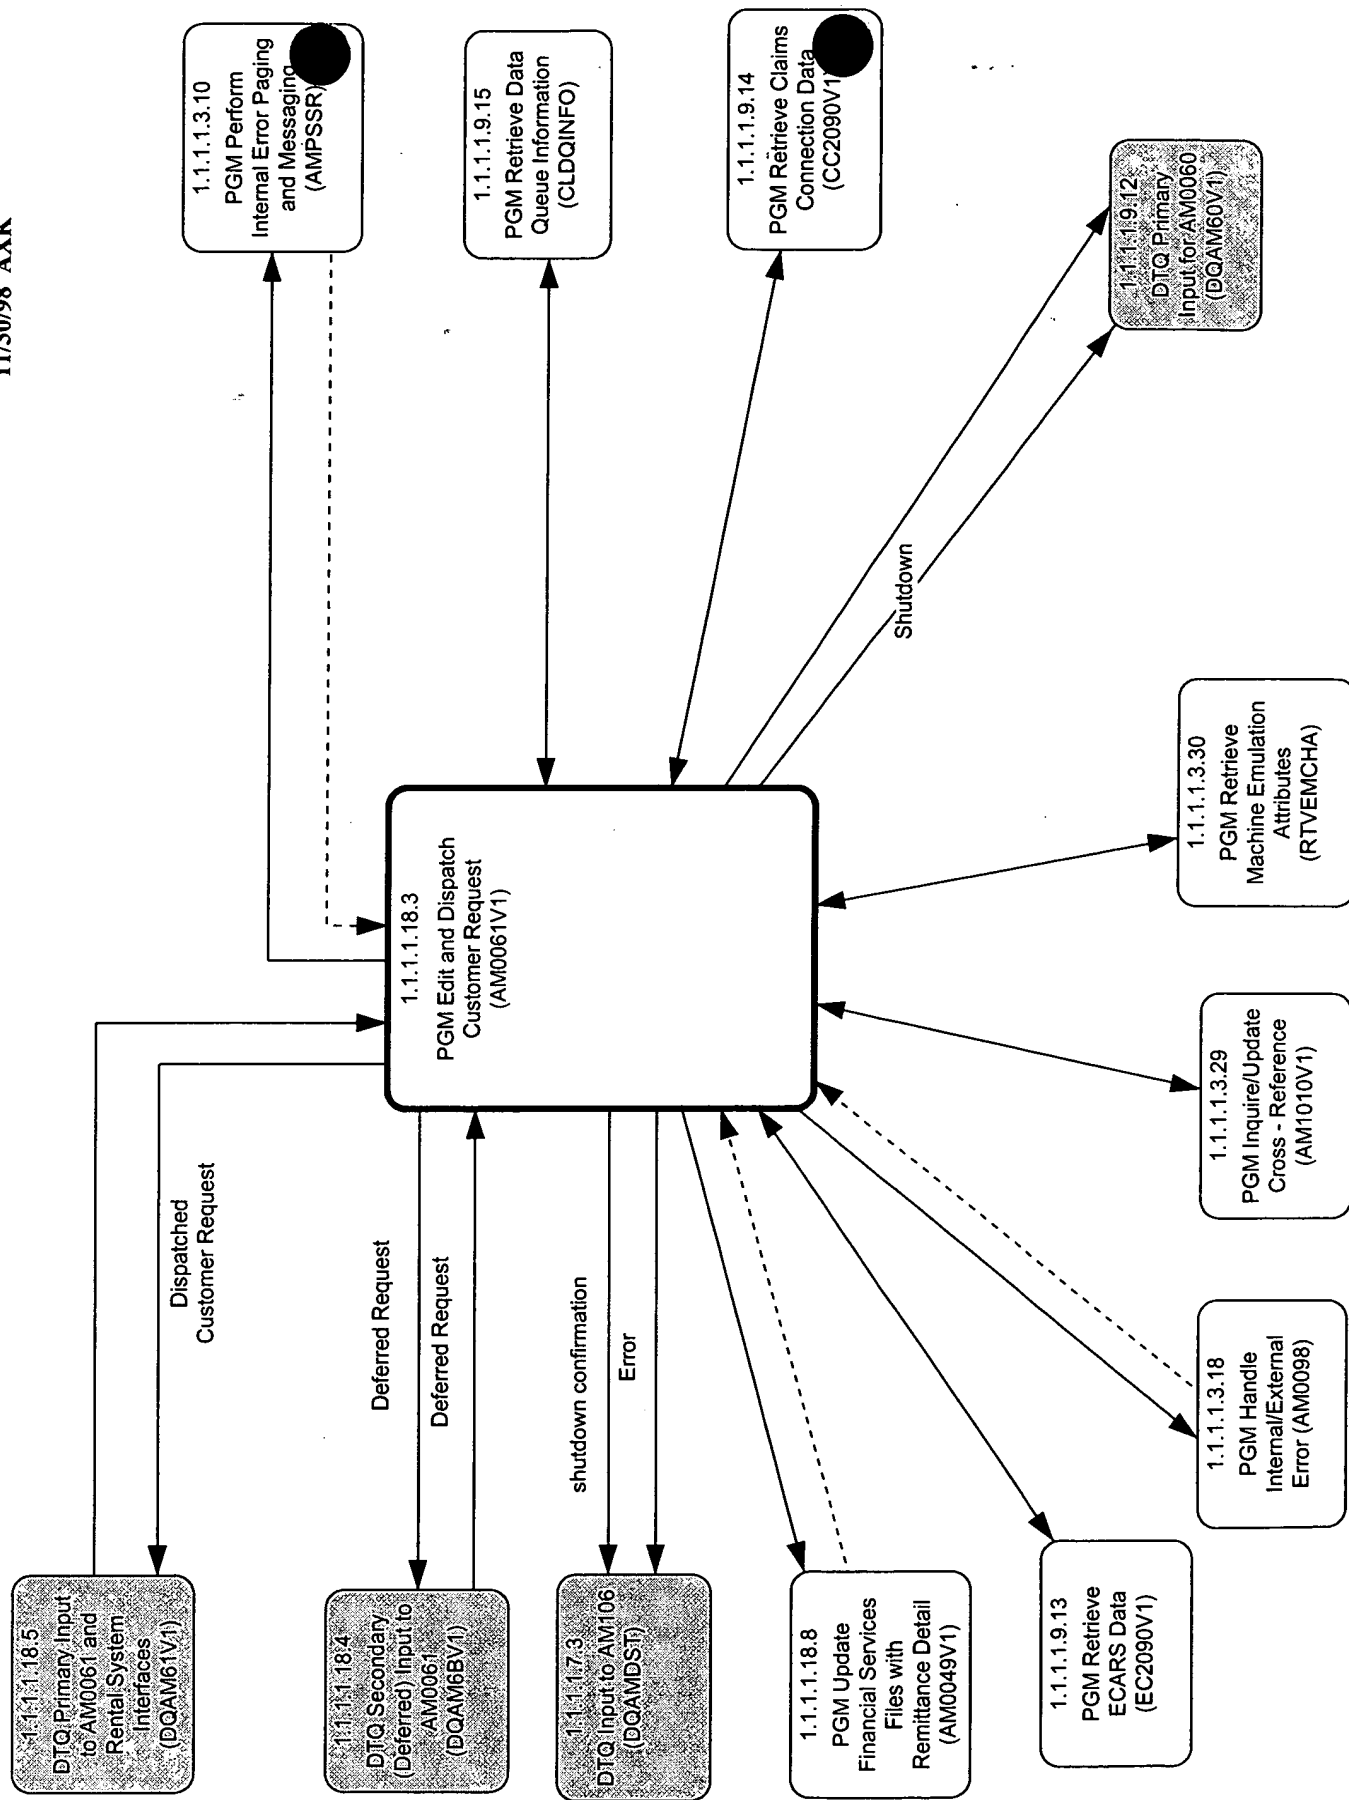 11/30/98 AXK
1.1.1.1.18.5
DTQ Primary Input
to AM0061 and
Rental System
Interfaces
(DQAM61V1)
Dispatched
Customer Request
1.1.1.1.18.4
DTQ Secondary
(Deferred) Input to
AM0061
(DQAM6BV1)
Deferred Request
Deferred Request
1.1.1.1.7.3
DTQ Input to AM106
(DQAMDST)
shutdown confirmation
Error
1.1.1.1.18.8
PGM Update
Financial Services
Files with
Remittance Detail
(AM0049V1)
1.1.1.1.9.13
PGM Retrieve
ECARS Data
(EC2090V1)
1.1.1.1.3.18
PGM Handle
Internal/External
Error (AM0098)
1.1.1.1.3.29
PGM Inquire/Update
Cross - Reference
(AM1010V1)
1.1.1.1.3.30
PGM Retrieve
Machine Emulation
Attributes
(RTVEMCHA)
1.1.1.1.18.3
PGM Edit and Dispatch
Customer Request
(AM0061V1)
Shutdown
1.1.1.1.3.10
PGM Perform
Internal Error Paging
and Messaging
(AMPSSR)
1.1.1.1.9.15
PGM Retrieve Data
Queue Information
(CLDQINFO)
1.1.1.1.9.14
PGM Retrieve Claims
Connection Data
(CC2090V1)
1.1.1.1.9.12
DTQ Primary
Input for AM0060
(DQAM60V1)